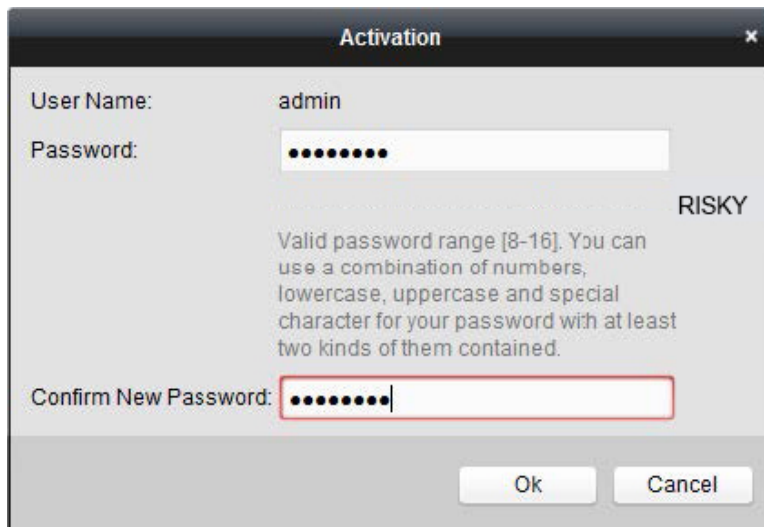 Activation ×
User Name: admin
Password: ●●●●●●●●
RISKY
Valid password range [8-16]. You can
use a combination of numbers,
lowercase, uppercase and special
character for your password with at least
two kinds of them contained.
Confirm New Password: ●●●●●●●●
Ok Cancel